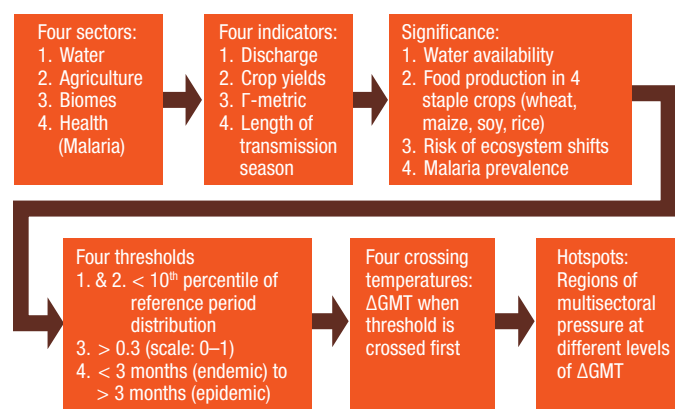 Four sectors:
1. Water
2. Agriculture
3. Biomes
4. Health
(Malaria)
Four indicators:
1. Discharge
2. Crop yields
3. Γ-metric
4. Length of
transmission
season
Significance:
1. Water availability
2. Food production in 4
staple crops (wheat,
maize, soy, rice)
3. Risk of ecosystem shifts
4. Malaria prevalence
Four thresholds
1. & 2. < 10th percentile of
reference period
distribution
3. > 0.3 (scale: 0–1)
4. < 3 months (endemic) to
> 3 months (epidemic)
Four crossing
temperatures:
ΔGMT when
threshold is
crossed first
Hotspots:
Regions of
multisectoral
pressure at
different levels
of ΔGMT